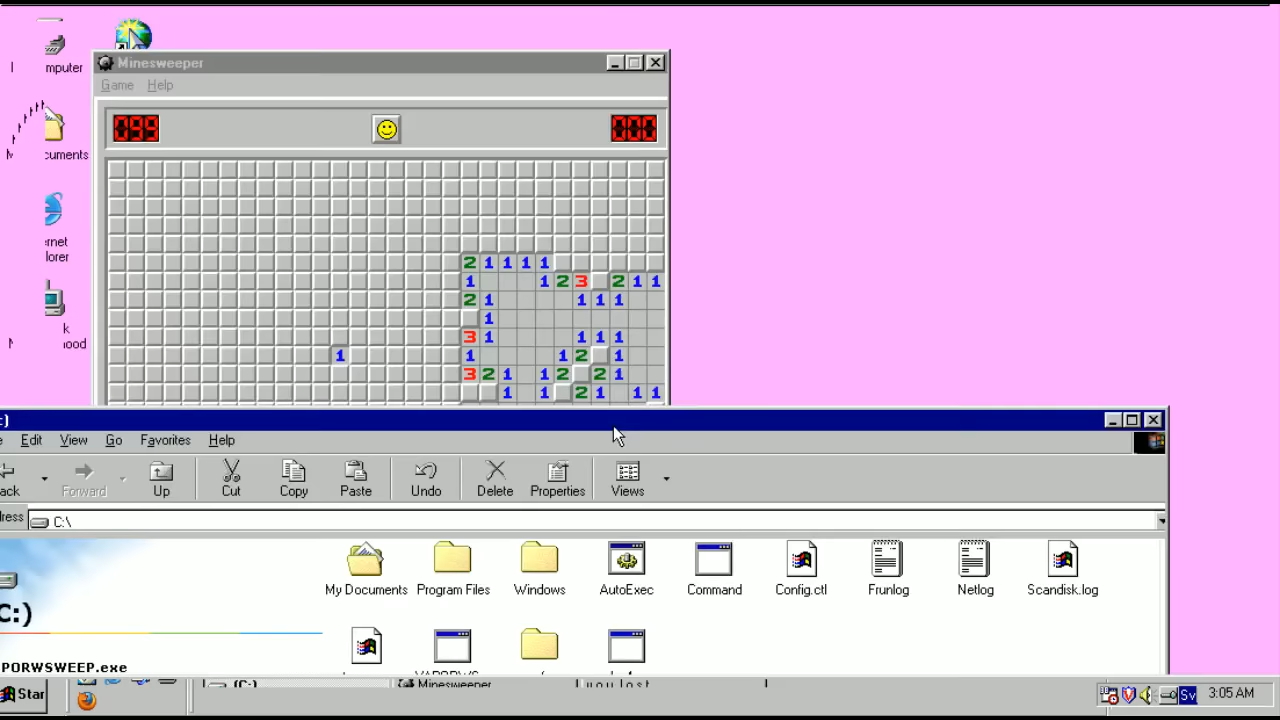 mputer
Minesweeper
Game Help
099 000
cuments
rnet
lorer
2 1 1 1 1
1 1 2 3 2 1 1
2 1 1 1 1
1
3 1 1 1 1
1 1 1 2 1
3 2 1 1 2 2 1
1 1 2 1 1 1
k
ood
:)
Edit View Go Favorites Help
ack Forward Up Cut Copy Paste Undo Delete Properties Views
ress C:\
My Documents Program Files Windows AutoExec Command Config.ctl Frunlog Netlog Scandisk.log
C:)
PORWSWEEP.exe
Star (C:) Minesweeper you lost Sv 3:05 AM